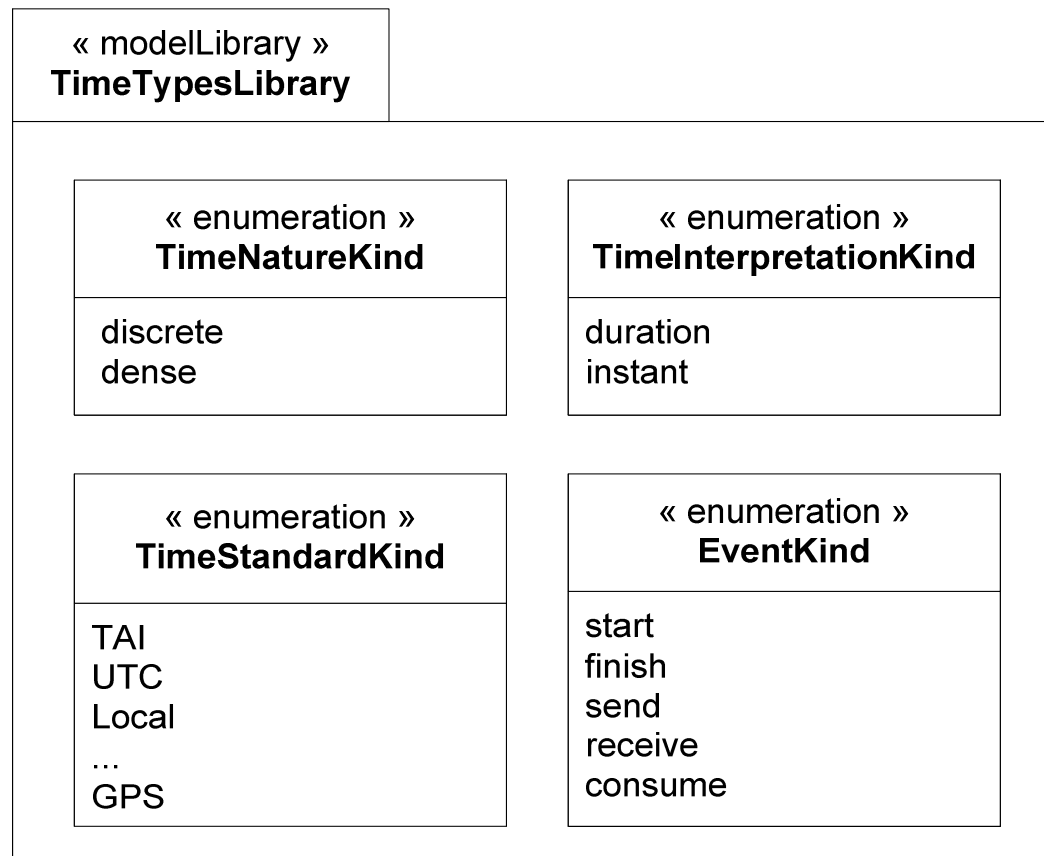 « modelLibrary »
TimeTypesLibrary
« enumeration »
TimeNatureKind
discrete
dense
« enumeration »
TimeInterpretationKind
duration
instant
« enumeration »
TimeStandardKind
TAI
UTC
Local
...
GPS
« enumeration »
EventKind
start
finish
send
receive
consume